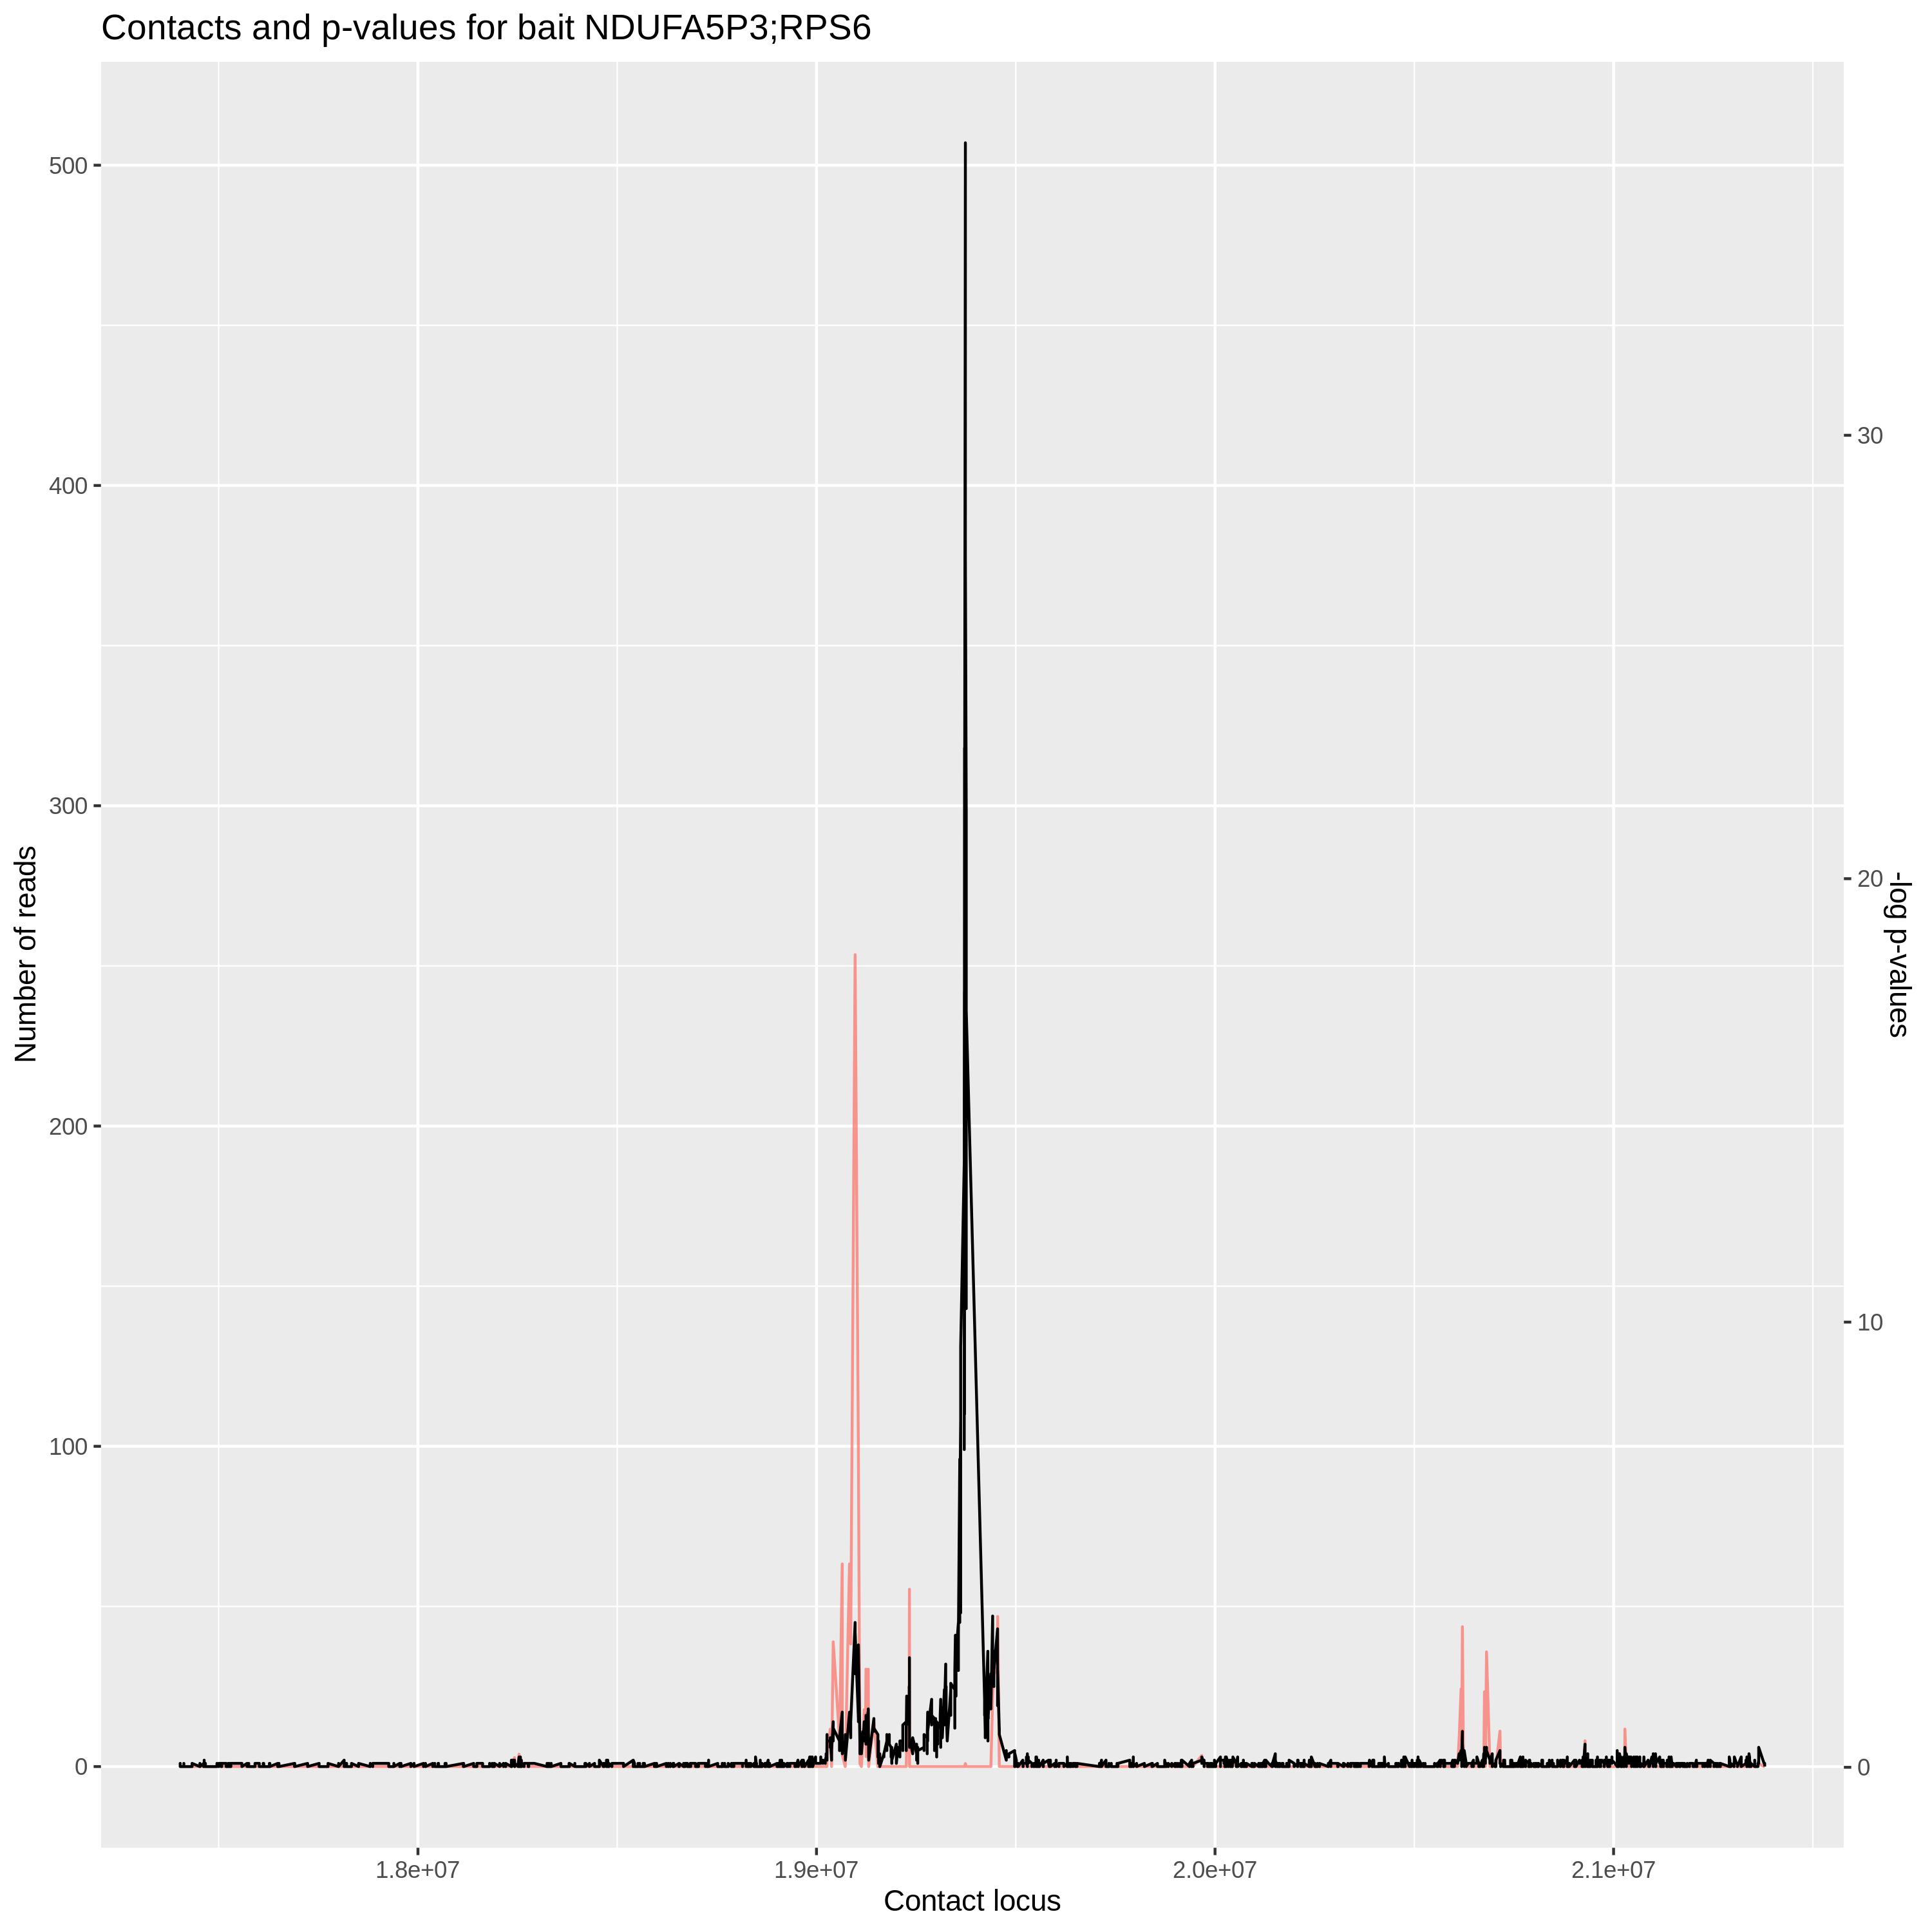 Contacts and p-values for bait NDUFA5P3;RPS6
500
400
300
200
100
0
Number of reads
30
20
10
0
-log p-values
1.8e+07
1.9e+07
2.0e+07
2.1e+07
Contact locus